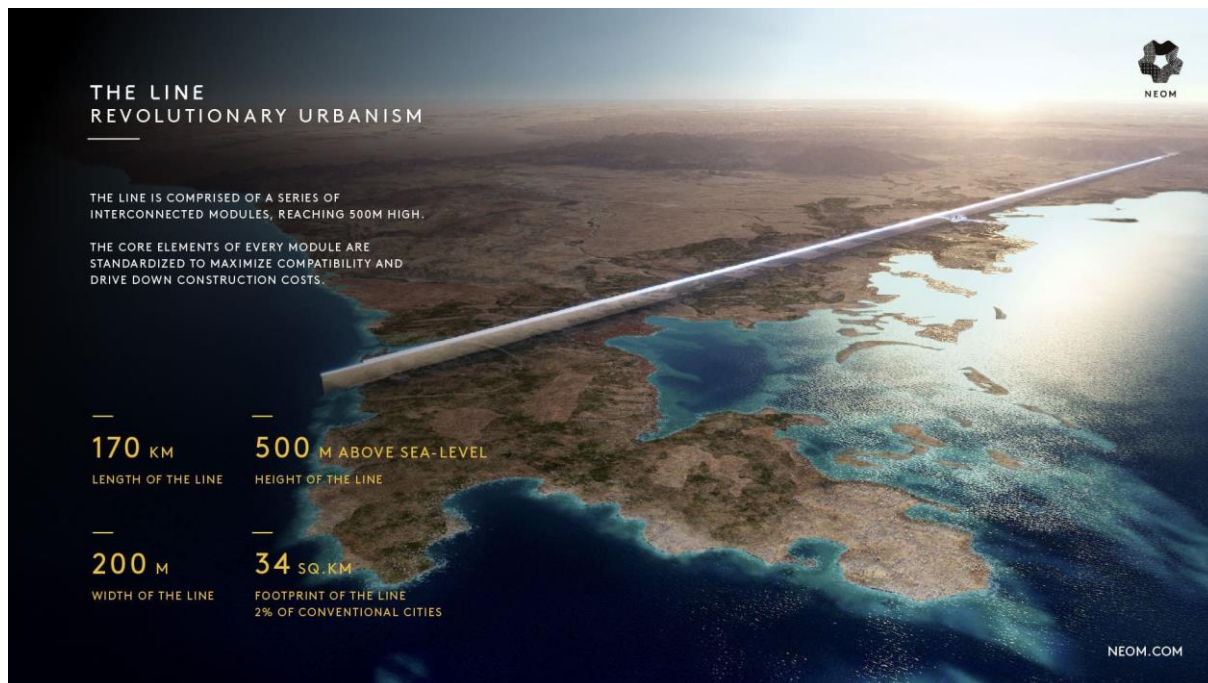 THE LINE
REVOLUTIONARY URBANISM
THE LINE IS COMPRISED OF A SERIES OF
INTERCONNECTED MODULES, REACHING 500M HIGH.
THE CORE ELEMENTS OF EVERY MODULE ARE
STANDARDIZED TO MAXIMIZE COMPATIBILITY AND
DRIVE DOWN CONSTRUCTION COSTS.
170 KM
LENGTH OF THE LINE
500 M ABOVE SEA-LEVEL
HEIGHT OF THE LINE
200 M
WIDTH OF THE LINE
34 SQ.KM
FOOTPRINT OF THE LINE
2% OF CONVENTIONAL CITIES
NEOM
NEOM.COM